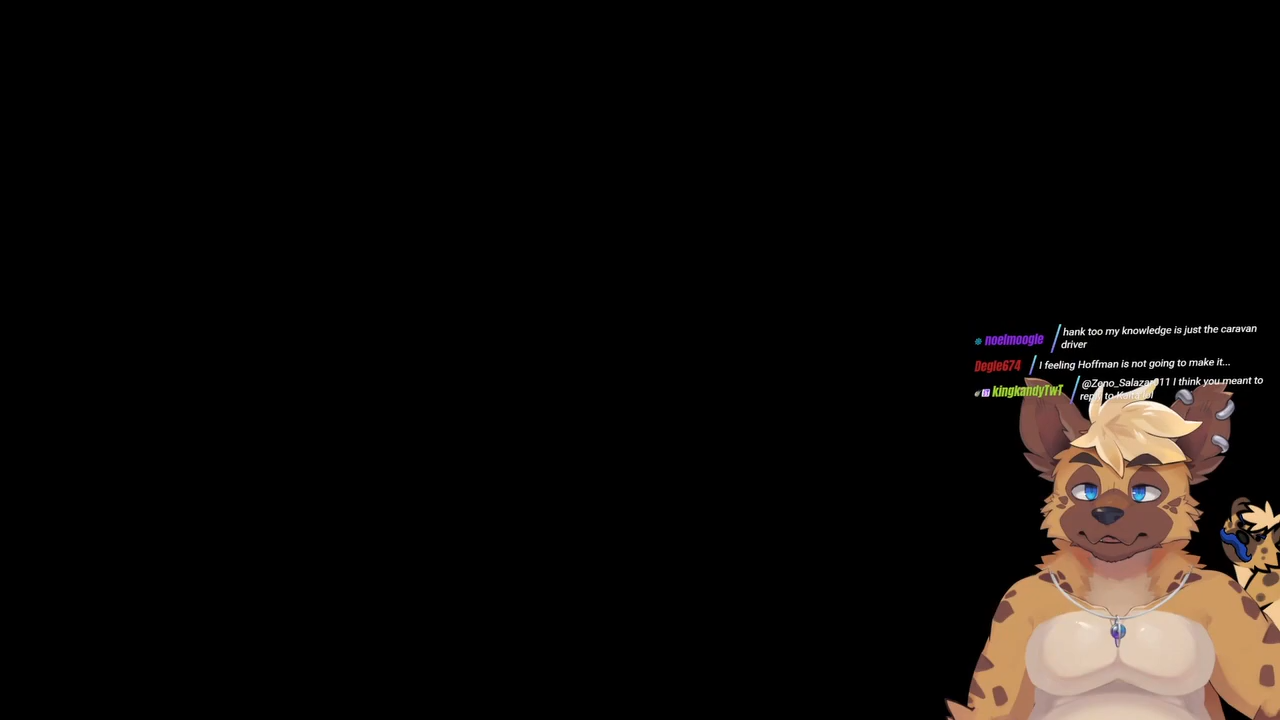 noelmoogle hank too my knowledge is just the caravan
driver
Degle674 I feeling Hoffman is not going to make it...
kingkandyTwT @Zeno_Salazar011 I think you meant to